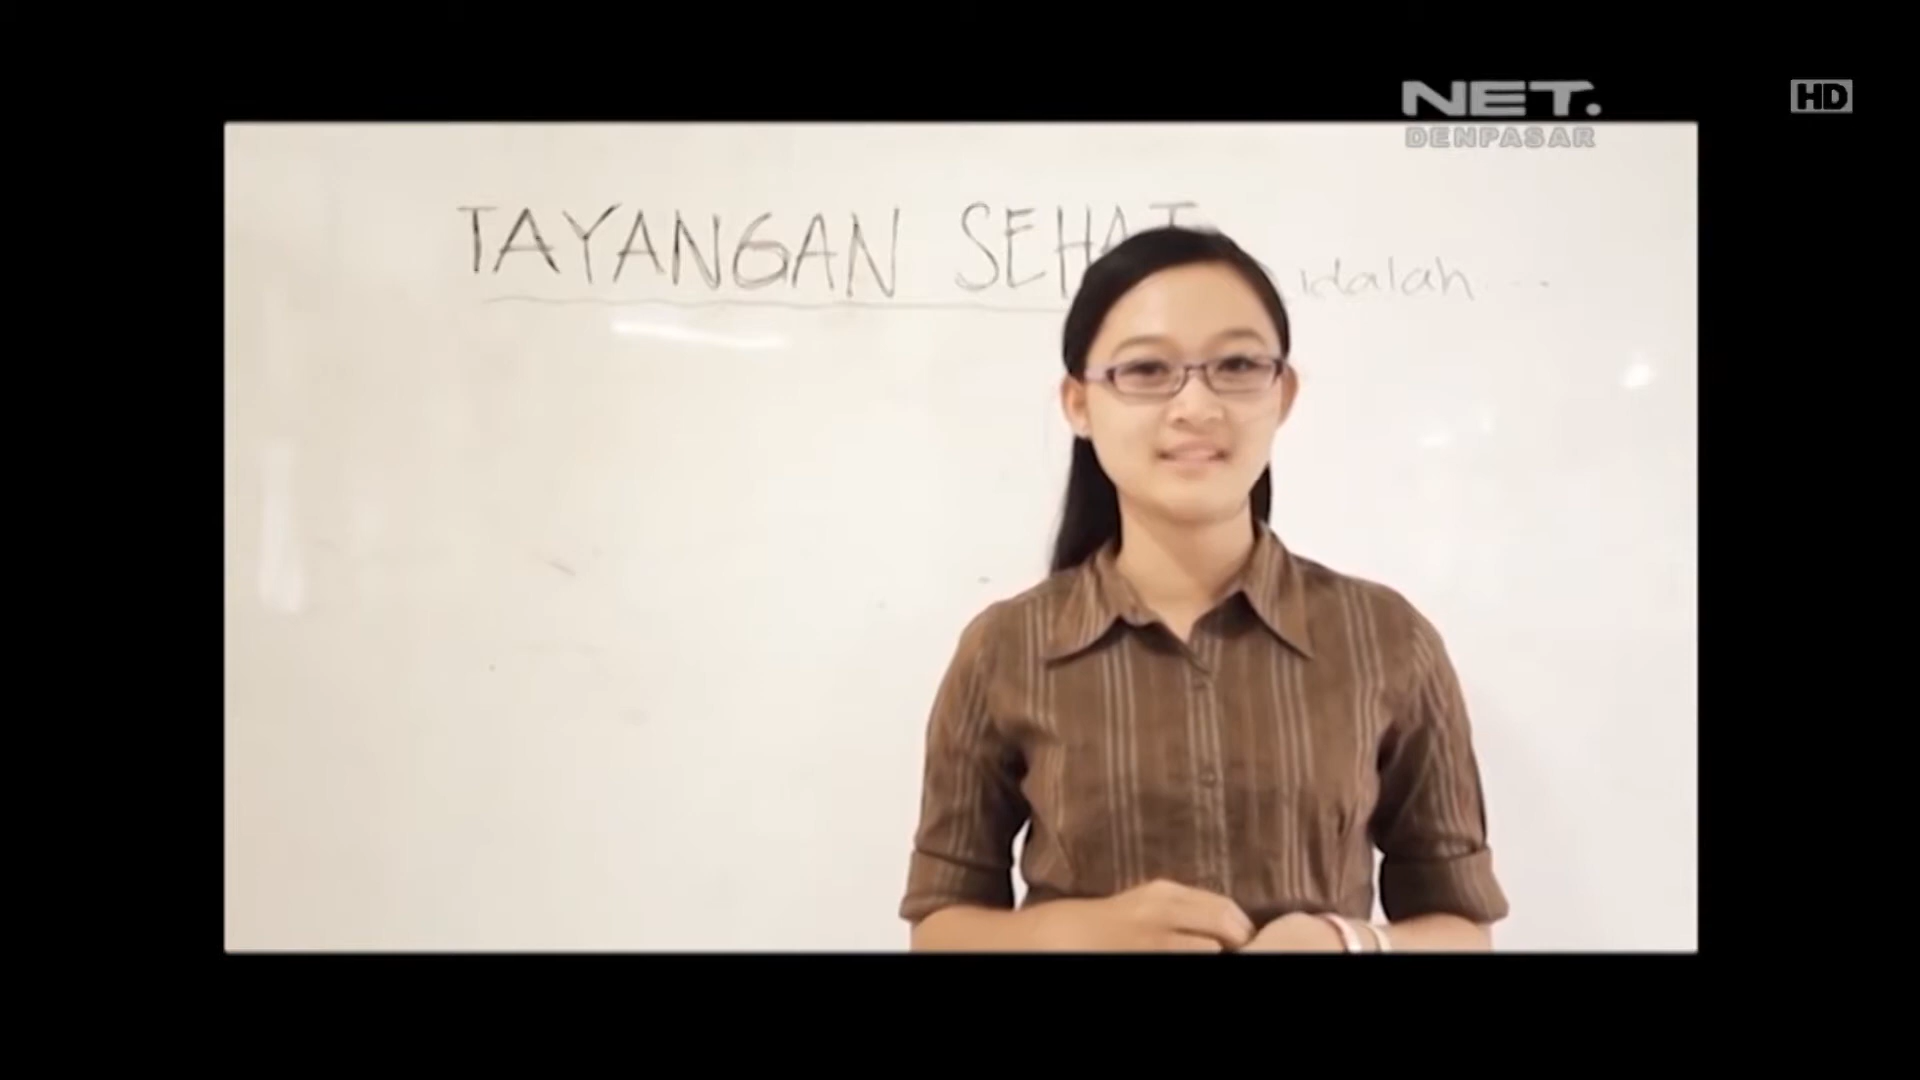 NET.
DENPASAR
HD
TAYANGAN SEHAT
adalah ...